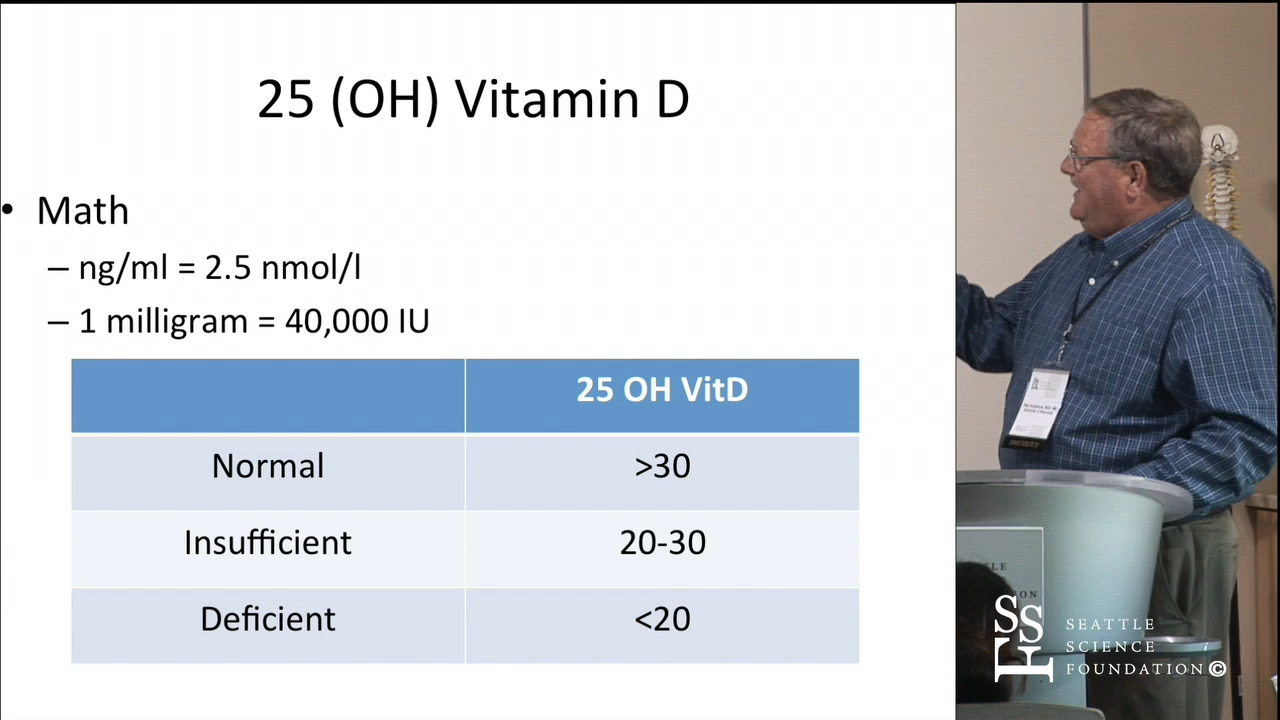 25 (OH) Vitamin D
• Math
– ng/ml = 2.5 nmol/l
– 1 milligram = 40,000 IU
25 OH VitD
Normal >30
Insufficient 20-30
Deficient <20
SSF
SEATTLE
SCIENCE
FOUNDATION©